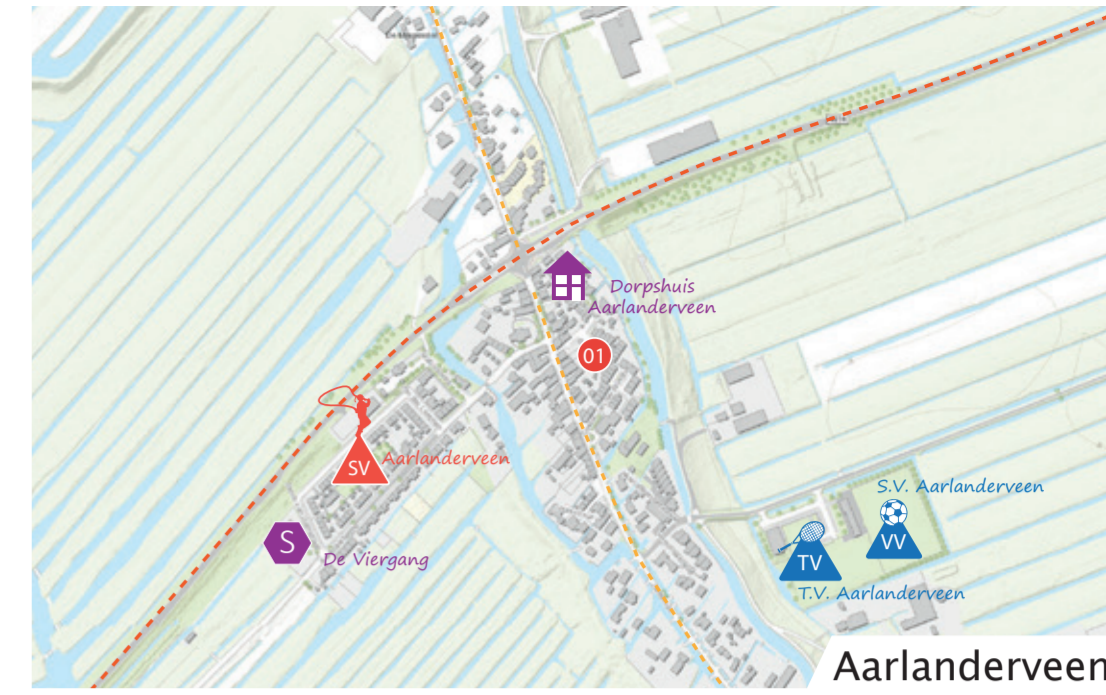 Dorpshuis
Aarlanderveen
01
SV
Aarlanderveen
S.V. Aarlanderveen
VV
S
De Viergang
TV
T.V. Aarlanderveen
Aarlanderveen